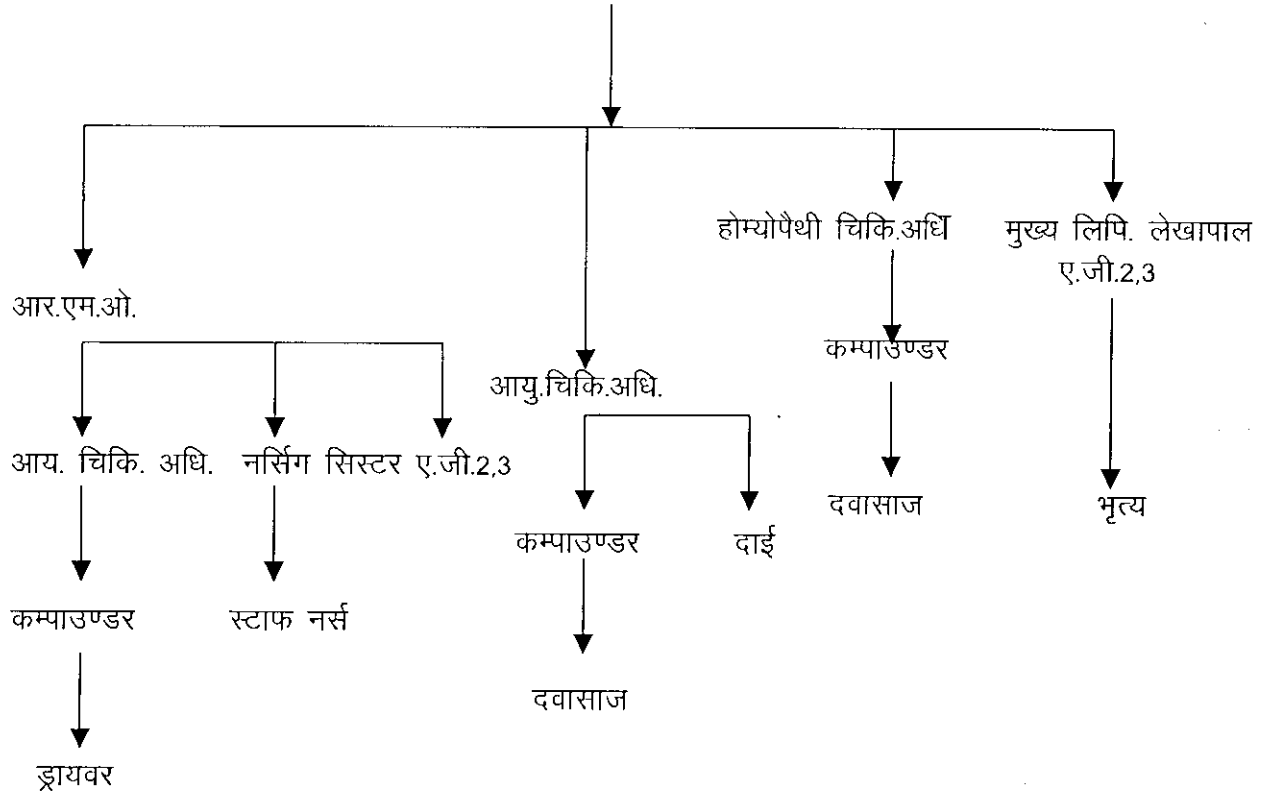 होम्योपैथी चिकि.अधि मुख्य लिपि. लेखापाल
ए.जी.2,3
आर.एम.ओ.
कम्पाउण्डर
आयु.चिकि.अधि.
आय. चिकि. अधि. नर्सिग सिस्टर ए.जी.2,3
दवासाज भृत्य
कम्पाउण्डर दाई
कम्पाउण्डर स्टाफ नर्स
दवासाज
ड्रायवर